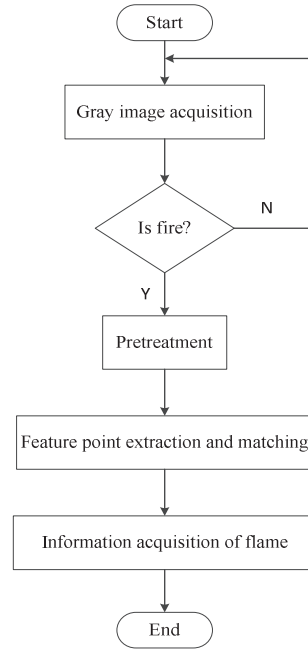 Start
Gray image acquisition
Is fire?
N
Y
Pretreatment
Feature point extraction and matching
Information acquisition of flame
End